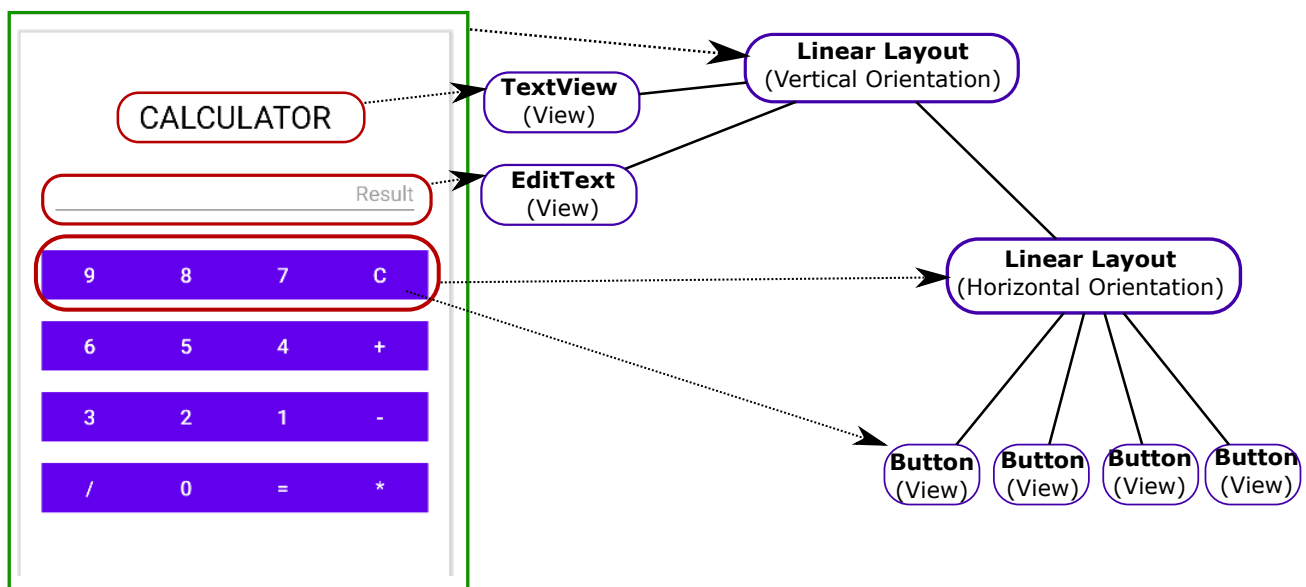 CALCULATOR
Result
9 8 7 C
6 5 4 +
3 2 1 -
/ 0 = *
Linear Layout
(Vertical Orientation)
TextView
(View)
EditText
(View)
Linear Layout
(Horizontal Orientation)
Button
(View)
Button
(View)
Button
(View)
Button
(View)